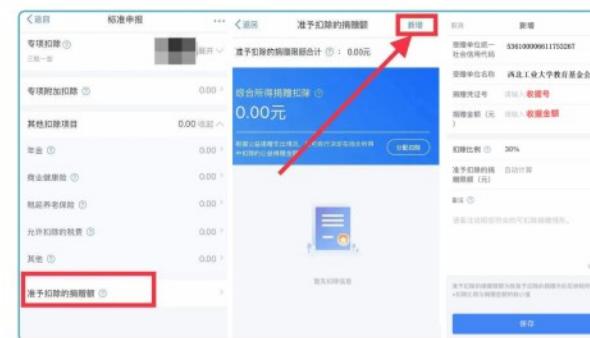 返回
标准申报
专项扣除
三险一金
展开
专项附加扣除
0.00
其他扣除项目
0.00 收起
年金
0.00
商业健康险
0.00
税延养老保险
0.00
允许扣除的税费
0.00
其他
0.00
准予扣除的捐赠额
返回
准予扣除的捐赠额
新增
准予扣除的捐赠限额合计 ： 0.00元
综合所得捐赠扣除
0.00元
分配扣除
暂无扣除信息
取消
新增
受赠单位统一
社会信用代码
受赠单位名称
西北工业大学教育基金会
捐赠凭证号
请输入 收据号
捐赠金额（元
）
请输入 收据金额
扣除比例
30%
准予扣除的捐
赠限额（元）
自动计算
备注
保存